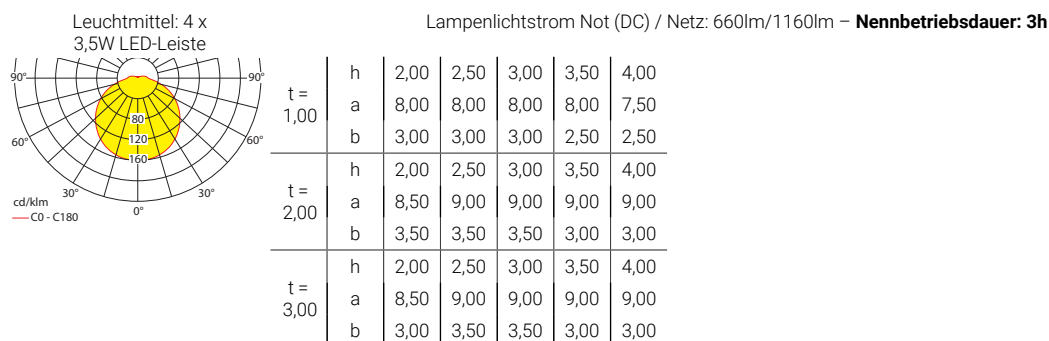 Leuchtmittel: 4 x
3,5W LED-Leiste
Lampenlichtstrom Not (DC) / Netz: 660lm/1160lm – Nennbetriebsdauer: 3h
90° 90°
80
120
160
60° 60°
30° 30°
0°
cd/klm
C0 - C180
t = 1,00
h 2,00 2,50 3,00 3,50 4,00
a 8,00 8,00 8,00 8,00 7,50
b 3,00 3,00 3,00 2,50 2,50
t = 2,00
h 2,00 2,50 3,00 3,50 4,00
a 8,50 9,00 9,00 9,00 9,00
b 3,50 3,50 3,50 3,00 3,00
t = 3,00
h 2,00 2,50 3,00 3,50 4,00
a 8,50 9,00 9,00 9,00 9,00
b 3,00 3,50 3,50 3,00 3,00